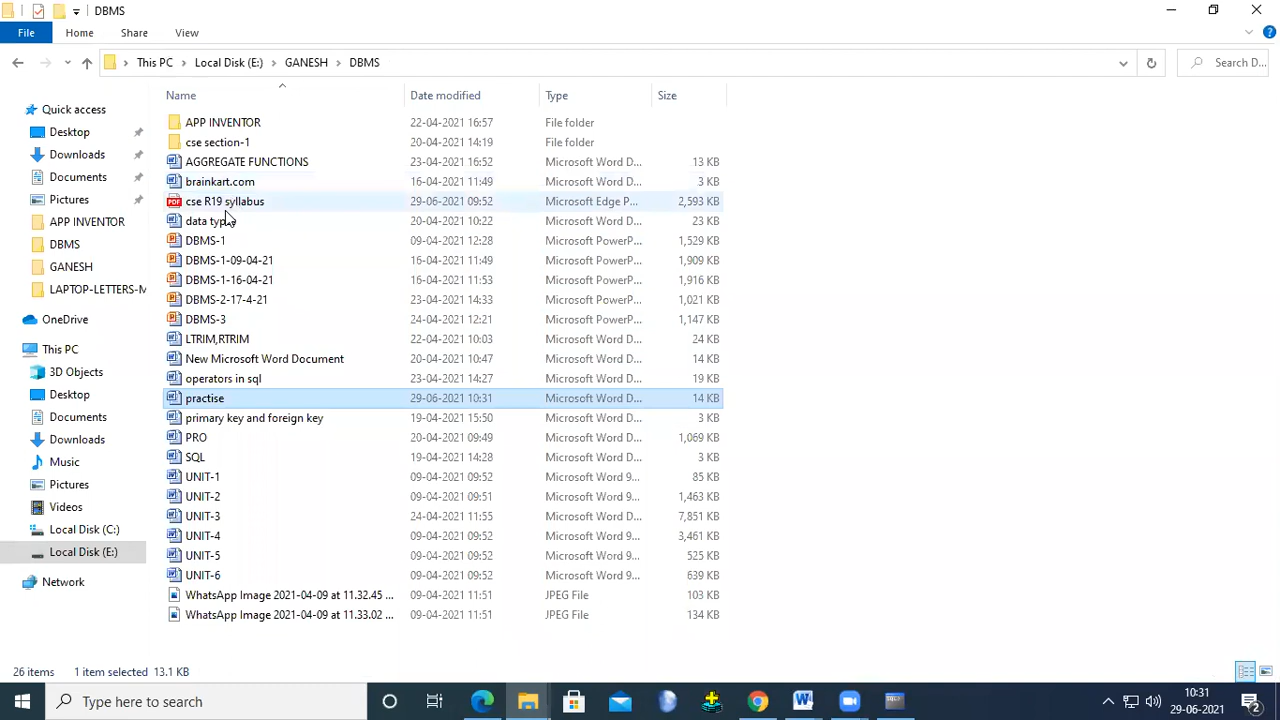 DBMS
File Home Share View
This PC Local Disk (E:) GANESH DBMS Search D...
Name Date modified Type Size
Quick access
Desktop
Downloads
Documents
Pictures
APP INVENTOR
DBMS
GANESH
LAPTOP-LETTERS-M
OneDrive
This PC
3D Objects
Desktop
Documents
Downloads
Music
Pictures
Videos
Local Disk (C:)
Local Disk (E:)
Network
APP INVENTOR 22-04-2021 16:57 File folder
cse section-1 20-04-2021 14:19 File folder
AGGREGATE FUNCTIONS 23-04-2021 16:52 Microsoft Word D... 13 KB
brainkart.com 16-04-2021 11:49 Microsoft Word D... 3 KB
cse R19 syllabus 29-06-2021 09:52 Microsoft Edge P... 2,593 KB
data 20-04-2021 10:22 Microsoft Word D... 23 KB
DBMS-1 09-04-2021 12:28 Microsoft PowerP... 1,529 KB
DBMS-1-09-04-21 16-04-2021 11:49 Microsoft PowerP... 1,909 KB
DBMS-1-16-04-21 16-04-2021 11:53 Microsoft PowerP... 1,916 KB
DBMS-2-17-4-21 23-04-2021 14:33 Microsoft PowerP... 1,021 KB
DBMS-3 24-04-2021 12:21 Microsoft PowerP... 1,147 KB
LTRIM,RTRIM 22-04-2021 10:03 Microsoft Word D... 24 KB
New Microsoft Word Document 20-04-2021 10:47 Microsoft Word D... 14 KB
operators in sql 23-04-2021 14:27 Microsoft Word D... 19 KB
practise 29-06-2021 10:31 Microsoft Word D... 14 KB
primary key and foreign key 19-04-2021 15:50 Microsoft Word D... 3 KB
PRO 20-04-2021 09:49 Microsoft Word D... 1,069 KB
SQL 19-04-2021 14:28 Microsoft Word D... 3 KB
UNIT-1 09-04-2021 09:52 Microsoft Word 9... 85 KB
UNIT-2 09-04-2021 09:51 Microsoft Word 9... 1,463 KB
UNIT-3 24-04-2021 11:55 Microsoft Word D... 7,851 KB
UNIT-4 09-04-2021 09:52 Microsoft Word 9... 3,461 KB
UNIT-5 09-04-2021 09:52 Microsoft Word 9... 525 KB
UNIT-6 09-04-2021 09:52 Microsoft Word 9... 639 KB
WhatsApp Image 2021-04-09 at 11.32.45 ... 09-04-2021 11:51 JPEG File 103 KB
WhatsApp Image 2021-04-09 at 11.33.02 ... 09-04-2021 11:51 JPEG File 134 KB
26 items 1 item selected 13.1 KB
Type here to search 10:31
29-06-2021 2